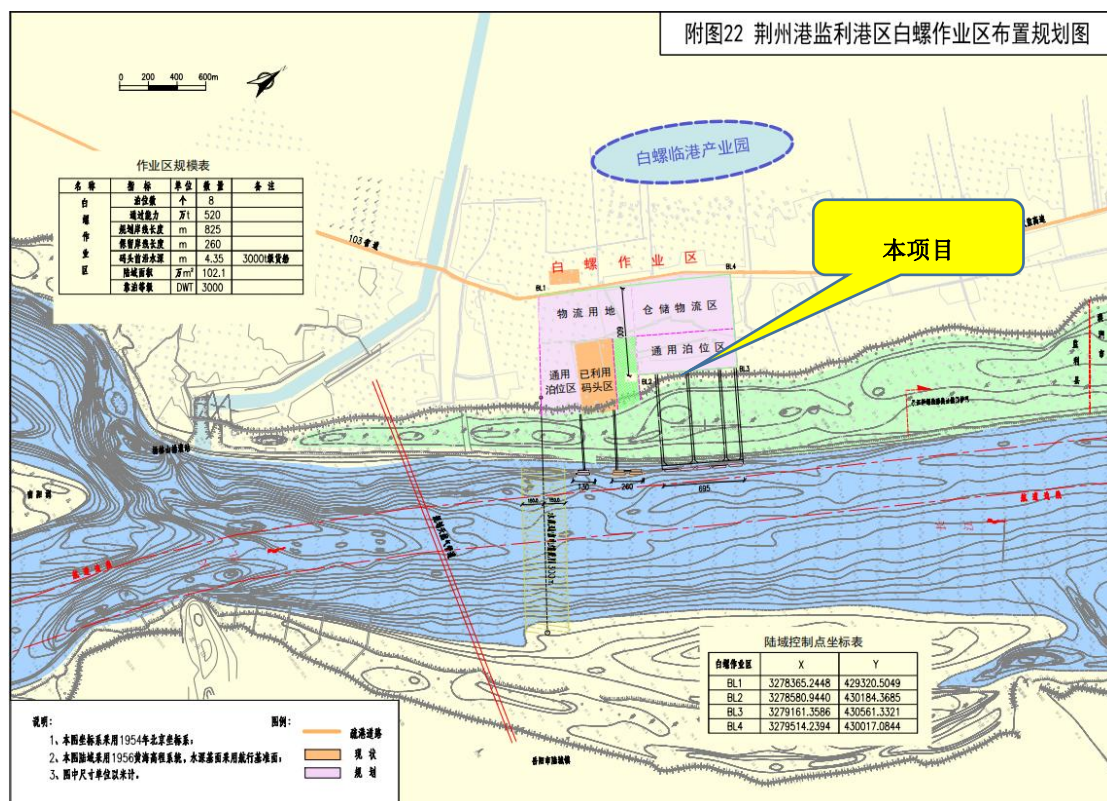 附图22 荆州港监利港区白螺作业区布置规划图
0 200 400 600m
白螺临港产业园
作业区规模表
名称 指标 单位 数量 备注
白螺作业区
泊位数 个 8
通过能力 万t 520
规划岸线长度 m 825
保留岸线长度 m 260
码头前沿水深 m 4.35 3000t级货船
陆域面积 万m² 102.1
靠泊等级 DWT 3000
本项目
103省道
白螺作业区
BL1
BL4
物流用地
仓储物流区
600
通用泊位区
通用泊位区
已利用码头区
BL2
BL3
监利县
130
260
695
长江
陆域控制点坐标表
白螺作业区 X Y
BL1 3278365.2448 429320.5049
BL2 3278580.9440 430184.3685
BL3 3279161.3586 430561.3321
BL4 3279514.2394 430017.0844
说明：
1、本图坐标系采用1954年北京坐标系；
2、本图陆域采用1956黄海高程系统，水深基面采用航行基准面；
3、图中尺寸单位以米计。
图例：
疏港道路
现状
规划
岳阳市陆城镇